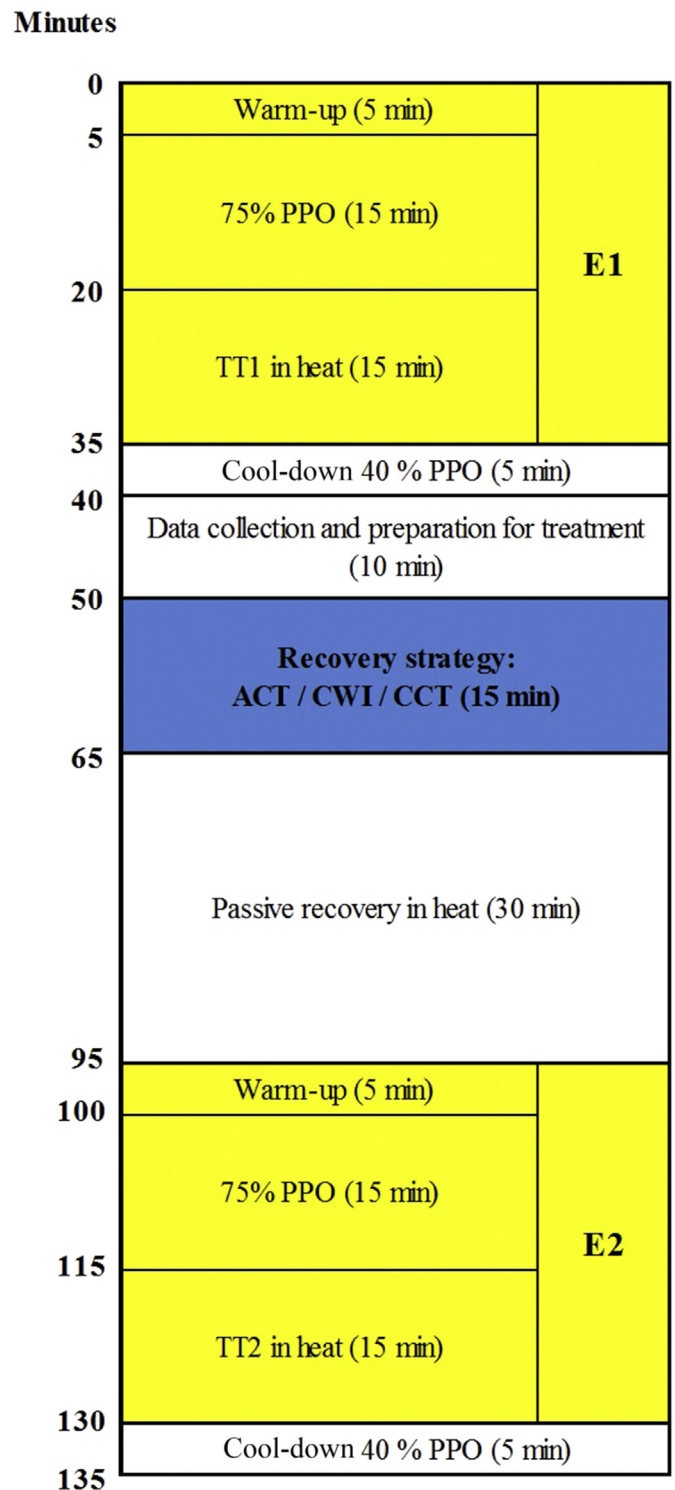 Minutes
0
Warm-up (5 min)
5
75% PPO (15 min)
E1
20
TT1 in heat (15 min)
35
Cool-down 40 % PPO (5 min)
40
Data collection and preparation for treatment
(10 min)
50
Recovery strategy:
ACT / CWI / CCT (15 min)
65
Passive recovery in heat (30 min)
95
Warm-up (5 min)
100
75% PPO (15 min)
E2
115
TT2 in heat (15 min)
130
Cool-down 40 % PPO (5 min)
135